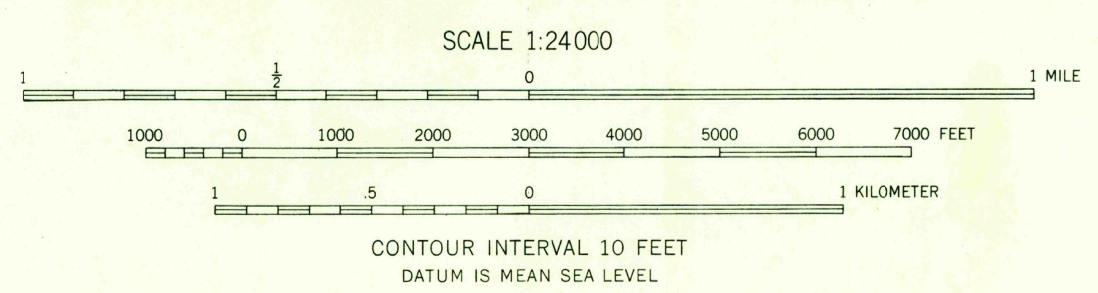 SCALE 1:24000
1 1/2 0 1 MILE
1000 0 1000 2000 3000 4000 5000 6000 7000 FEET
1 .5 0 1 KILOMETER
CONTOUR INTERVAL 10 FEET
DATUM IS MEAN SEA LEVEL